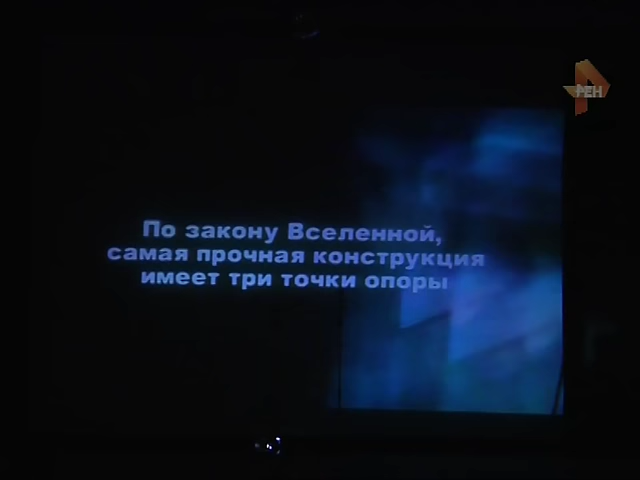 РЕН
По закону Вселенной,
самая прочная конструкция
имеет три точки опоры